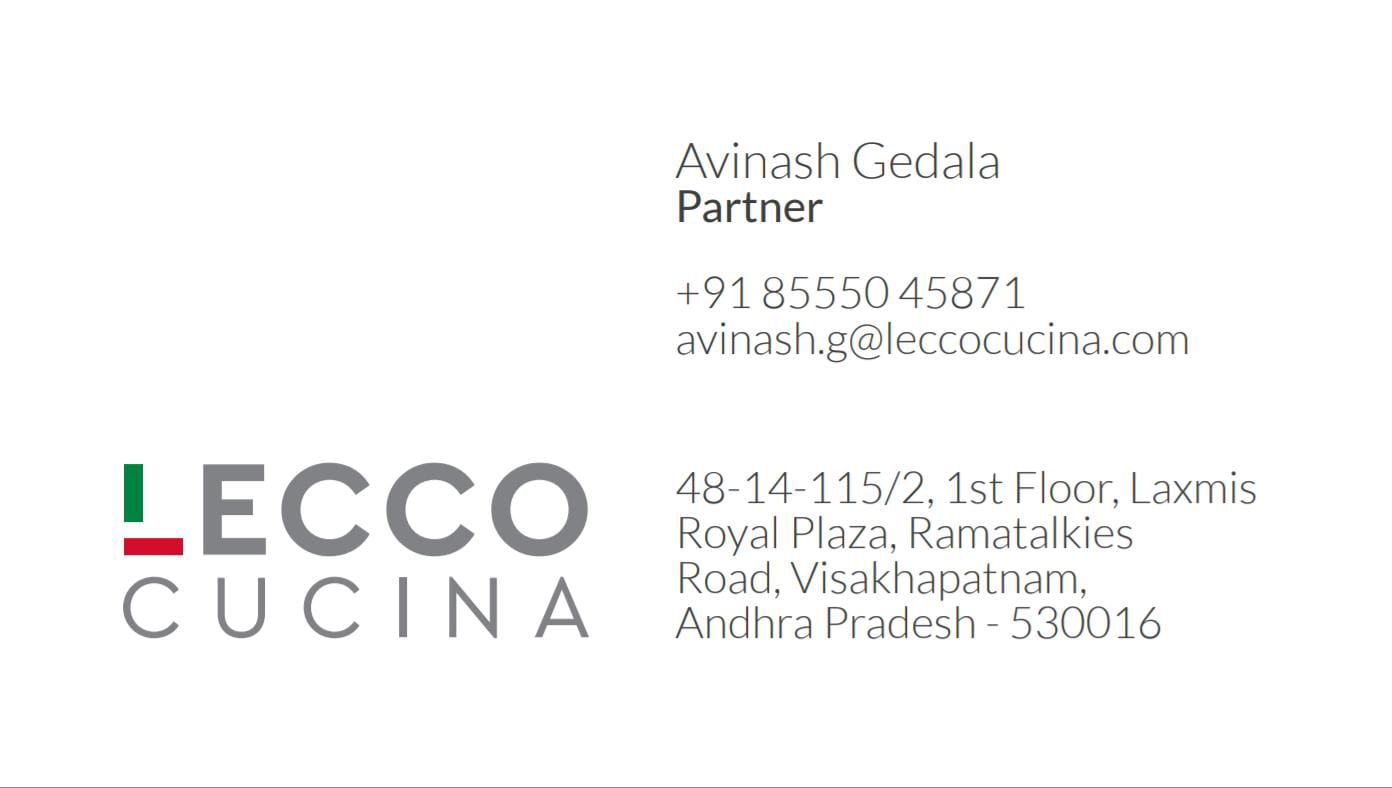 Avinash Gedala
Partner
+91 85550 45871
avinash.g@leccocucina.com
LECCO
CUCINA
48-14-115/2, 1st Floor, Laxmis
Royal Plaza, Ramatalkies
Road, Visakhapatnam,
Andhra Pradesh - 530016